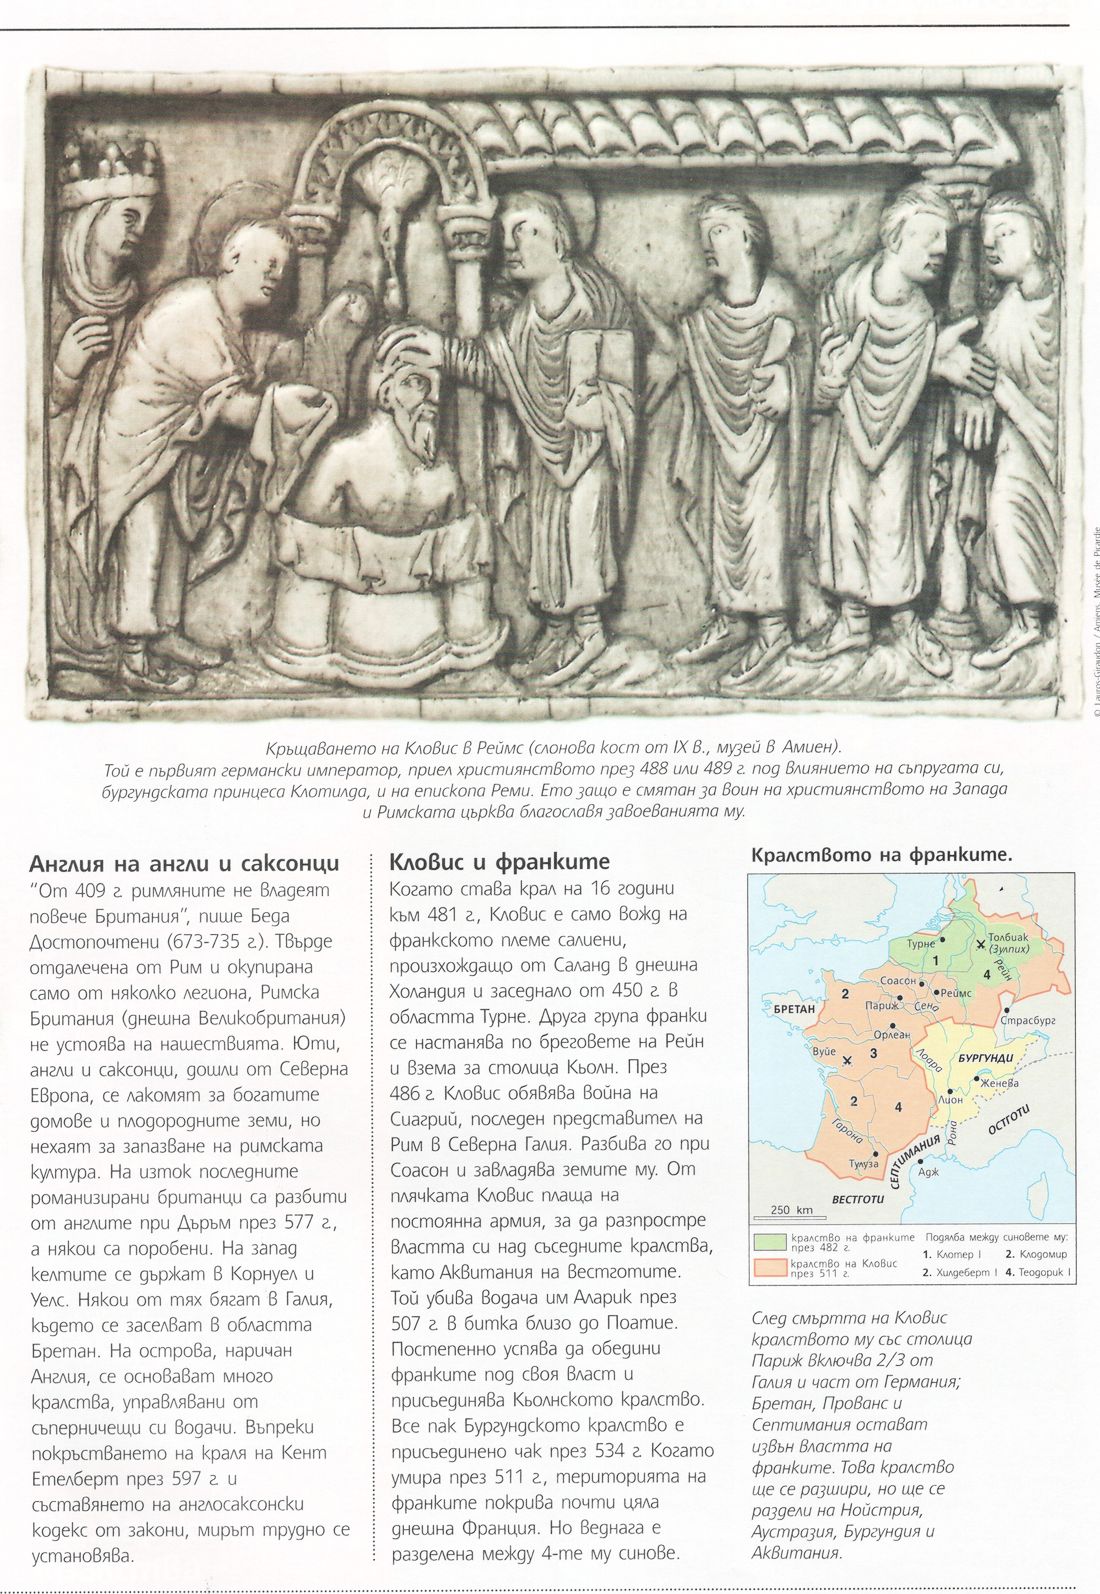 © Lauros-Giraudon / Amiens, Musée de Picardie
Кръщаването на Кловис в Реймс (слонова кост от IX в., музей в Амиен).
Той е първият германски император, приел християнството през 488 или 489 г. под влиянието на съпругата си,
бургундската принцеса Клотилда, и на епископа Реми. Ето защо е смятан за воин на християнството на Запада
и Римската църква благославя завоеванията му.
Англия на англи и саксонци
“От 409 г. римляните не владеят
повече Британия”, пише Беда
Достопочтени (673-735 г.). Твърде
отдалечена от Рим и окупирана
само от няколко легиона, Римска
Британия (днешна Великобритания)
не устоява на нашествията. Юти,
англи и саксонци, дошли от Северна
Европа, се лакомят за богатите
домове и плодородните земи, но
нехаят за запазване на римската
култура. На изток последните
романизирани британци са разбити
от англите при Дъръм през 577 г.,
а някои са поробени. На запад
келтите се държат в Корнуел и
Уелс. Някои от тях бягат в Галия,
където се заселват в областта
Бретан. На острова, наричан
Англия, се основават много
кралства, управлявани от
съперничещи си водачи. Въпреки
покръстването на краля на Кент
Етелберт през 597 г. и
съставянето на англосаксонски
кодекс от закони, мирът трудно се
установява.
Кловис и франките
Когато става крал на 16 години
към 481 г., Кловис е само вожд на
франкското племе салиени,
произхождащо от Саланд в днешна
Холандия и заседнало от 450 г. в
областта Турне. Друга група франки
се настанява по бреговете на Рейн
и взема за столица Кьолн. През
486 г. Кловис обявява война на
Сиагрий, последен представител на
Рим в Северна Галия. Разбива го при
Соасон и завладява земите му. От
плячката Кловис плаща на
постоянна армия, за да разпростре
властта си над съседните кралства,
като Аквитания на Вестготите.
Той убива водача им Аларик през
507 г. в битка близо до Поатие.
Постепенно успява да обедини
франките под своя власт и
присъединява Кьолнското кралство.
Все пак Бургундското кралство е
присъединено чак през 534 г. Когато
умира през 511 г., територията на
франките покрива почти цяла
днешна Франция. Но веднага е
разделена между 4-те му синове.
Кралството на франките.
Турне
Толбиак
(Зулпих)
1
4
Рейн
Соасон
Реймс
2
Париж
Сена
БРЕТАН
Страсбург
Орлеан
Вуйе
3
Лоара
БУРГУНДИ
Женева
Лион
2
4
Гарона
Рона
ОСТГОТИ
СЕПТИМАНИЯ
Тулуза
Адж
ВЕСТГОТИ
250 km
кралство на франките
през 482 г.
кралство на Кловис
през 511 г.
Подялба между синовете му:
1. Клотер I 2. Клодомир
2. Хилдеберт I 4. Теодорик I
След смъртта на Кловис
кралството му със столица
Париж включва 2/3 от
Галия и част от Германия;
Бретан, Прованс и
Септимания остават
извън властта на
франките. Това кралство
ще се разшири, но ще се
раздели на Нойстрия,
Аустразия, Бургундия и
Аквитания.